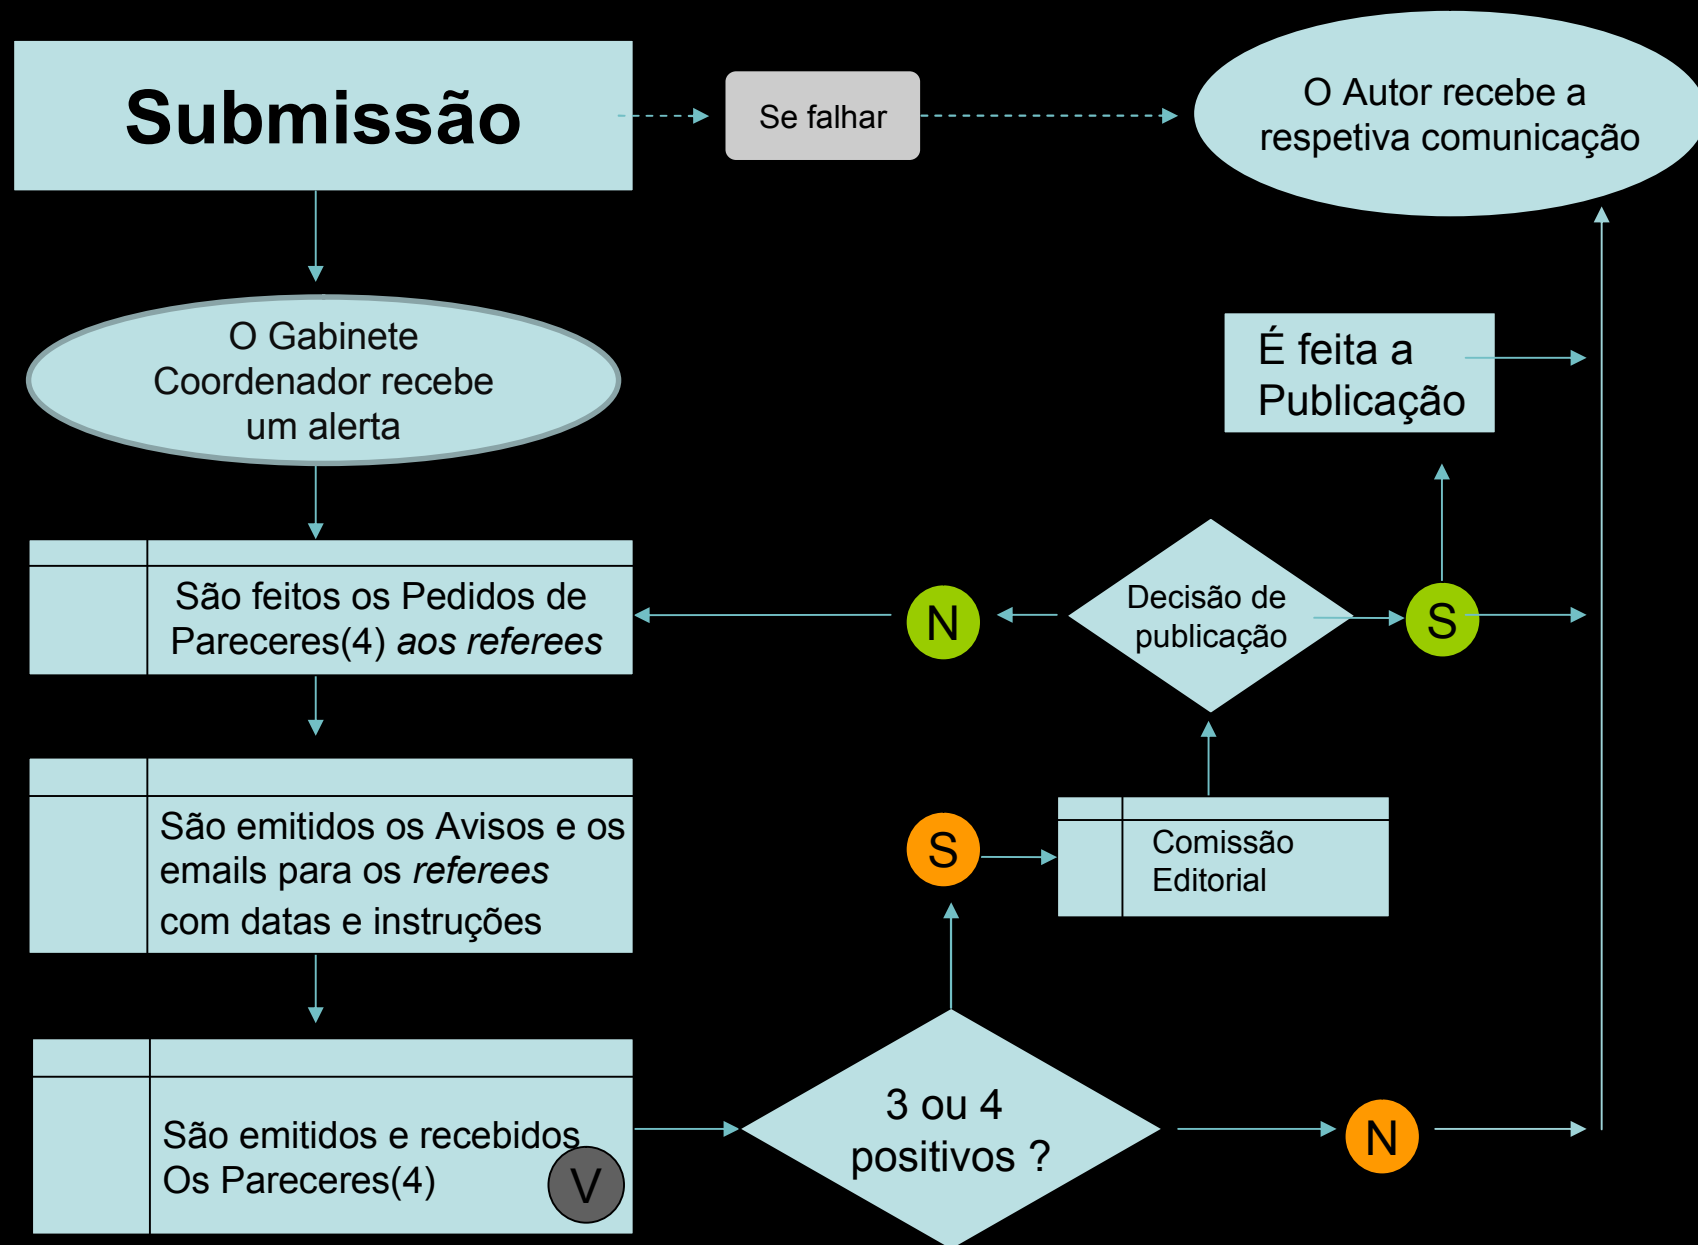 Submissão
Se falhar
O Autor recebe a
respetiva comunicação
O Gabinete
Coordenador recebe
um alerta
É feita a
Publicação
São feitos os Pedidos de
Pareceres(4) aos referees
N
Decisão de
publicação
S
São emitidos os Avisos e os
emails para os referees
com datas e instruções
S
Comissão
Editorial
São emitidos e recebidos
Os Pareceres(4)
V
3 ou 4
positivos ?
N